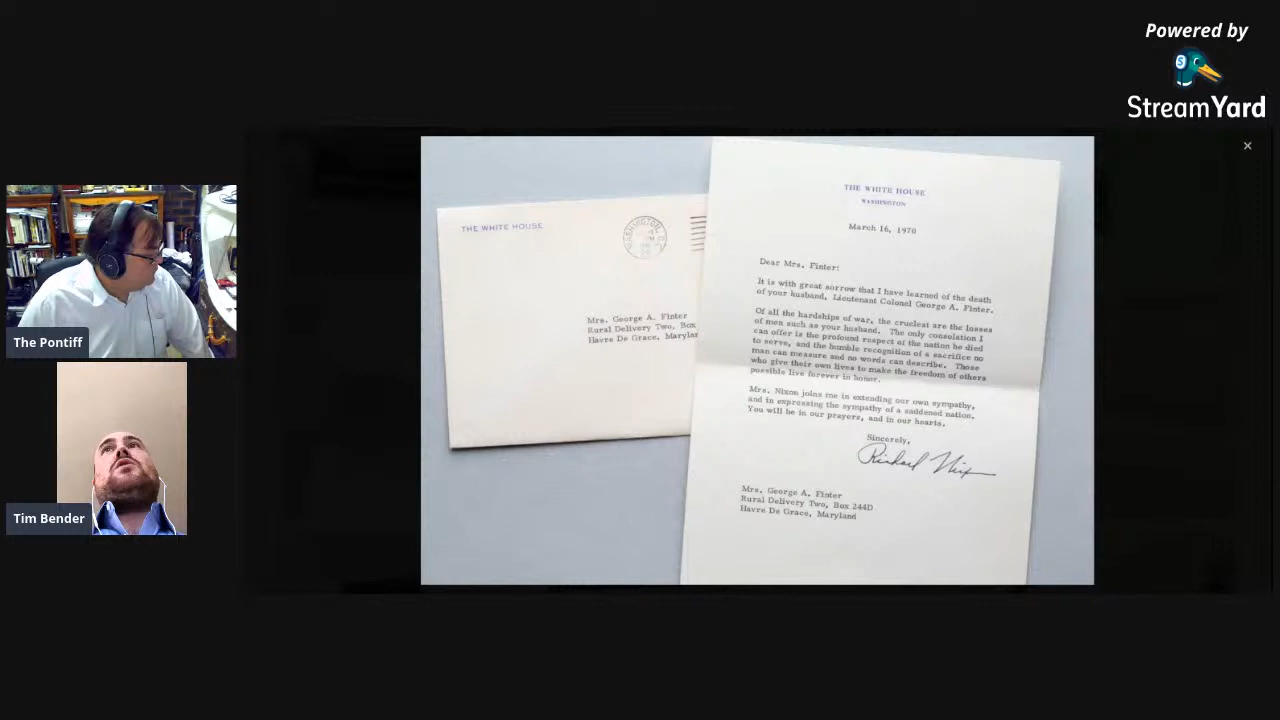 Powered by
StreamYard
The Pontiff
Tim Bender
THE WHITE HOUSE
WASHINGTON, D.C.
PM
Mrs. George A. Finter
Rural Delivery Two, Box
Havre De Grace, Marylan
THE WHITE HOUSE
WASHINGTON
March 16, 1970
Dear Mrs. Finter:
It is with great sorrow that I have learned of the death
of your husband, Lieutenant Colonel George A. Finter.
Of all the hardships of war, the cruelest are the losses
of men such as your husband. The only consolation I
can offer is the profound respect of the nation he died
to serve, and the humble recognition of a sacrifice no
man can measure and no words can describe. Those
who give their own lives to make the freedom of others
possible live forever in honor.
Mrs. Nixon joins me in extending our own sympathy,
and in expressing the sympathy of a saddened nation.
You will be in our prayers, and in our hearts.
Sincerely,
Richard Nixon
Mrs. George A. Finter
Rural Delivery Two, Box 244D
Havre De Grace, Maryland